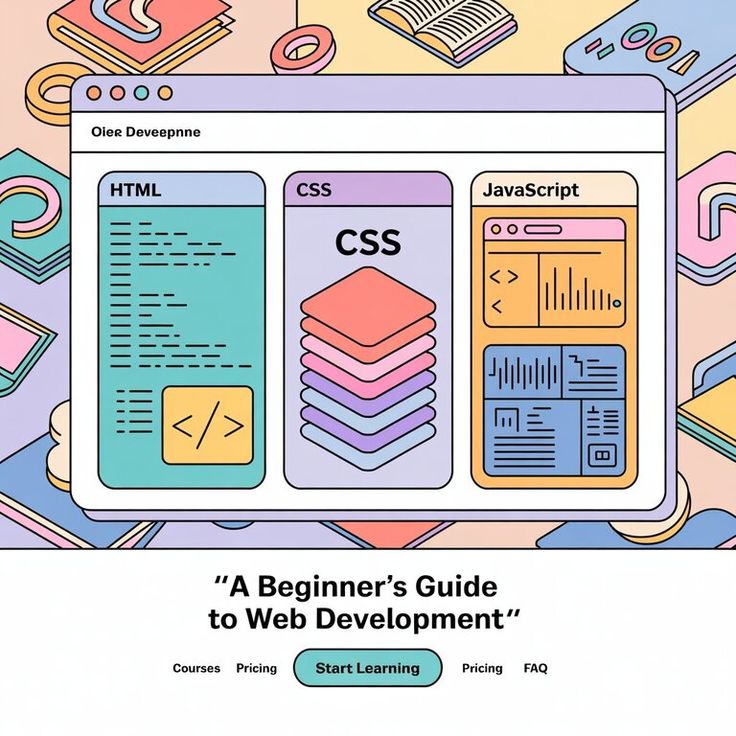 Oier Deveepnne
HTML
CSS
JavaScript
CSS
</>
< >
<
"A Beginner's Guide
to Web Development"
Courses Pricing Start Learning Pricing FAQ